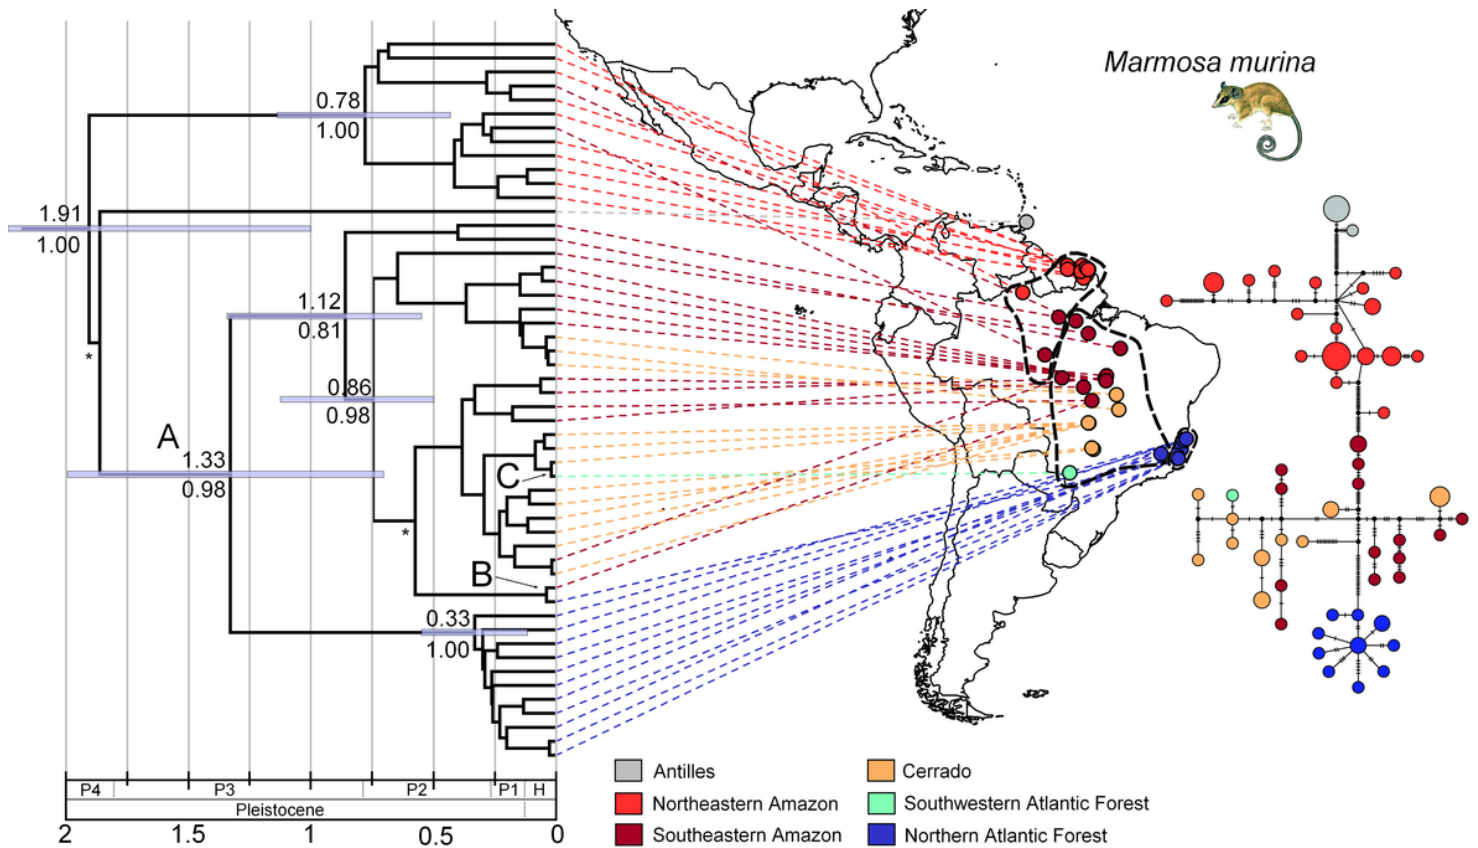 Marmosa murina
0.78
1.00
1.91
1.00
1.12
0.81
*
0.86
0.98
A
1.33
0.98
C
*
B
0.33
1.00
Antilles
Cerrado
Northeastern Amazon
Southwestern Atlantic Forest
Southeastern Amazon
Northern Atlantic Forest
P4 P3 P2 P1 H
Pleistocene
2 1.5 1 0.5 0